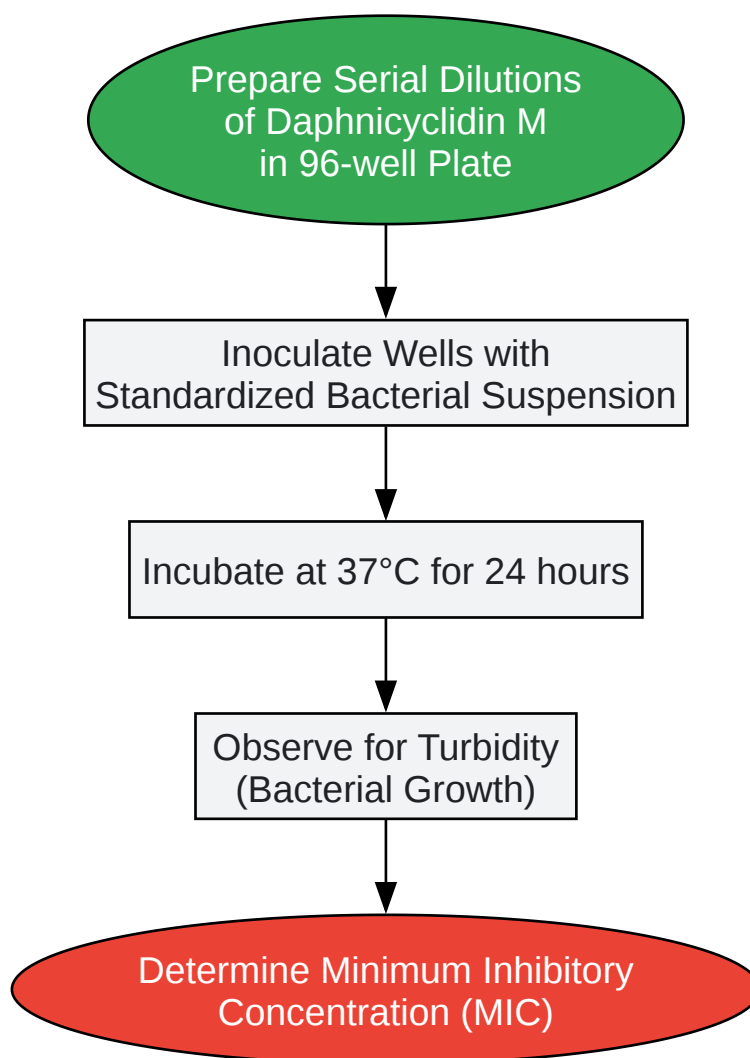 Prepare Serial Dilutions
of Daphnicyclidin M
in 96-well Plate
Inoculate Wells with
Standardized Bacterial Suspension
Incubate at 37°C for 24 hours
Observe for Turbidity
(Bacterial Growth)
Determine Minimum Inhibitory
Concentration (MIC)